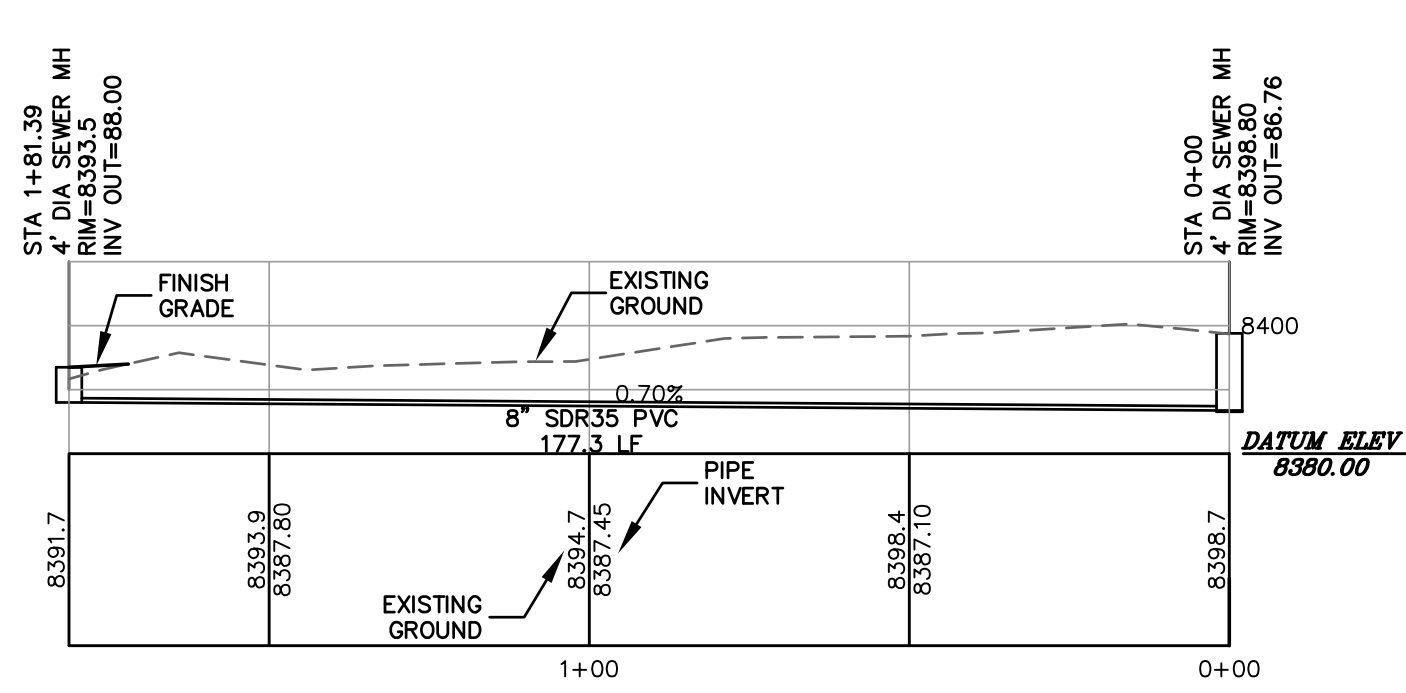 STA 1+81.39
4' DIA SEWER MH
RIM=8393.5
INV OUT=88.00
STA 0+00
4' DIA SEWER MH
RIM=8398.80
INV OUT=86.76
FINISH
GRADE
EXISTING
GROUND
8400
0.70%
8" SDR35 PVC
177.3 LF
DATUM ELEV
8380.00
PIPE
INVERT
8391.7
8393.9
8387.80
8394.7
8387.45
8398.4
8387.10
8398.7
EXISTING
GROUND
1+00
0+00